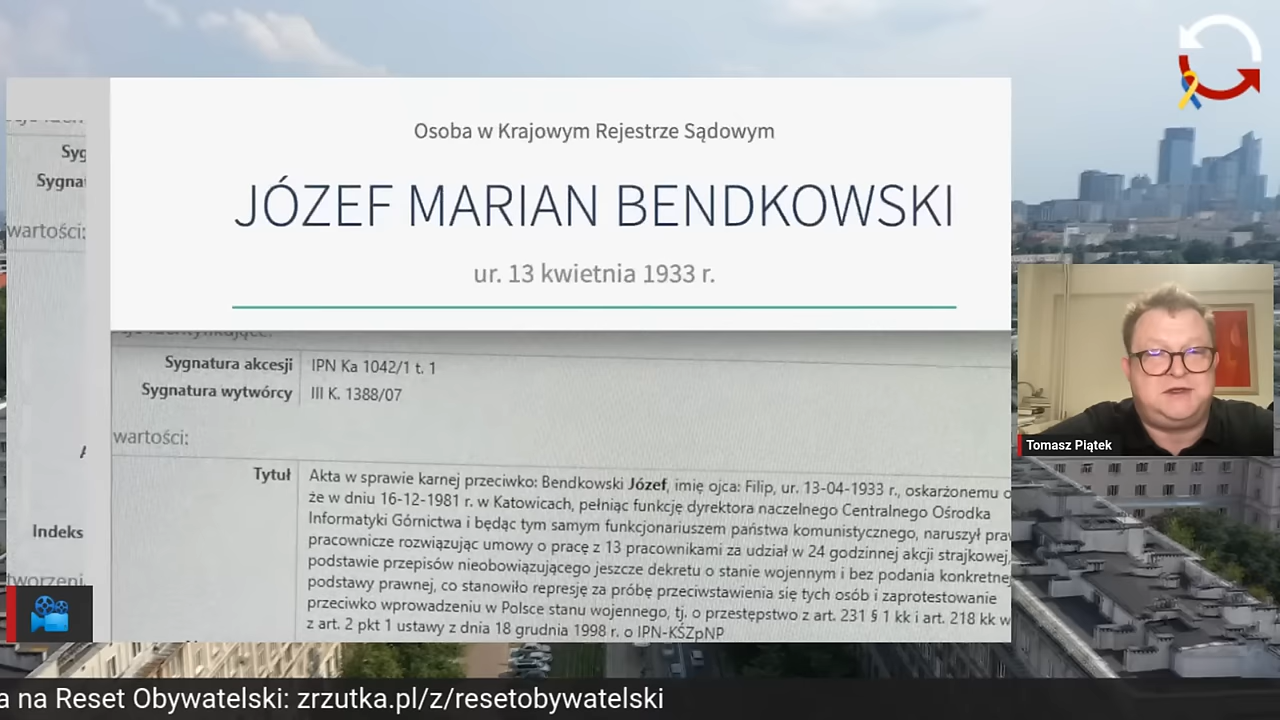 Osoba w Krajowym Rejestrze Sądowym
JÓZEF MARIAN BENDKOWSKI
ur. 13 kwietnia 1933 r.
Syg
Sygna
wartości:
Indeks
Sygnatura akcesji IPN Ka 1042/1 t. 1
Sygnatura wytwórcy III K. 1388/07
wartości:
Tytuł Akta w sprawie karnej przeciwko: Bendkowski Józef, imię ojca: Filip, ur. 13-04-1933 r., oskarżonemu o
że w dniu 16-12-1981 r. w Katowicach, pełniąc funkcję dyrektora naczelnego Centralnego Ośrodka
Informatyki Górnictwa i będąc tym samym funkcjonariuszem państwa komunistycznego, naruszył pra
pracownicze rozwiązując umowy o pracę z 13 pracownikami za udział w 24 godzinnej akcji strajkowej,
podstawie przepisów nieobowiązującego jeszcze dekretu o stanie wojennym i bez podania konkretne
podstawy prawnej, co stanowiło represję za próbę przeciwstawienia się tych osób i zaprotestowanie
przeciwko wprowadzeniu w Polsce stanu wojennego, tj. o przestępstwo z art. 231 § 1 kk i art. 218 kk w
z art. 2 pkt 1 ustawy z dnia 18 grudnia 1998 r. o IPN-KŚZpNP
Tomasz Piątek
a na Reset Obywatelski: zrzutka.pl/z/resetobywatelski